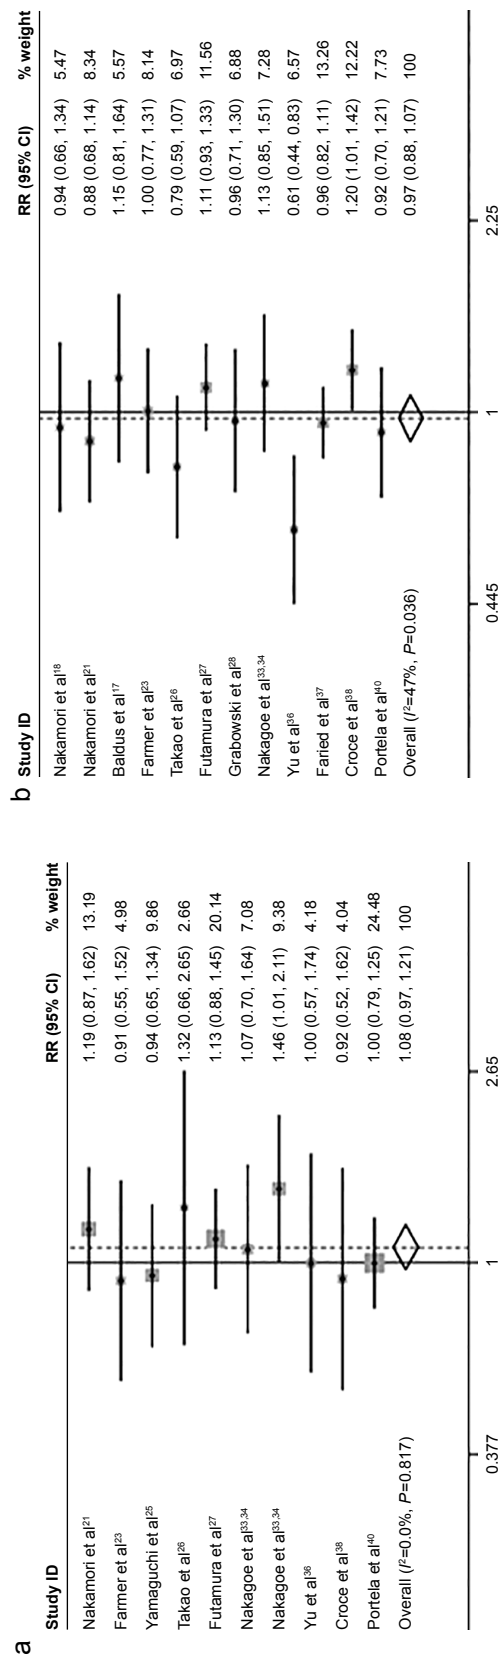 a
Study ID RR (95% CI) % weight
Nakamori et al21 1.19 (0.87, 1.62) 13.19
Farmer et al23 0.91 (0.55, 1.52) 4.98
Yamaguchi et al25 0.94 (0.65, 1.34) 9.86
Takao et al26 1.32 (0.66, 2.65) 2.66
Futamura et al27 1.13 (0.88, 1.45) 20.14
Nakagoe et al33,34 1.07 (0.70, 1.64) 7.08
Nakagoe et al33,34 1.46 (1.01, 2.11) 9.38
Yu et al36 1.00 (0.57, 1.74) 4.18
Croce et al38 0.92 (0.52, 1.62) 4.04
Portela et al40 1.00 (0.79, 1.25) 24.48
Overall (I2=0.0%, P=0.817) 1.08 (0.97, 1.21) 100
0.377 1 2.65
b
Study ID RR (95% CI) % weight
Nakamori et al18 0.94 (0.66, 1.34) 5.47
Nakamori et al21 0.88 (0.68, 1.14) 8.34
Baldus et al17 1.15 (0.81, 1.64) 5.57
Farmer et al23 1.00 (0.77, 1.31) 8.14
Takao et al26 0.79 (0.59, 1.07) 6.97
Futamura et al27 1.11 (0.93, 1.33) 11.56
Grabowski et al28 0.96 (0.71, 1.30) 6.88
Nakagoe et al33,34 1.13 (0.85, 1.51) 7.28
Yu et al36 0.61 (0.44, 0.83) 6.57
Faried et al37 0.96 (0.82, 1.11) 13.26
Croce et al38 1.20 (1.01, 1.42) 12.22
Portela et al40 0.92 (0.70, 1.21) 7.73
Overall (I2=47%, P=0.036) 0.97 (0.88, 1.07) 100
0.445 1 2.25